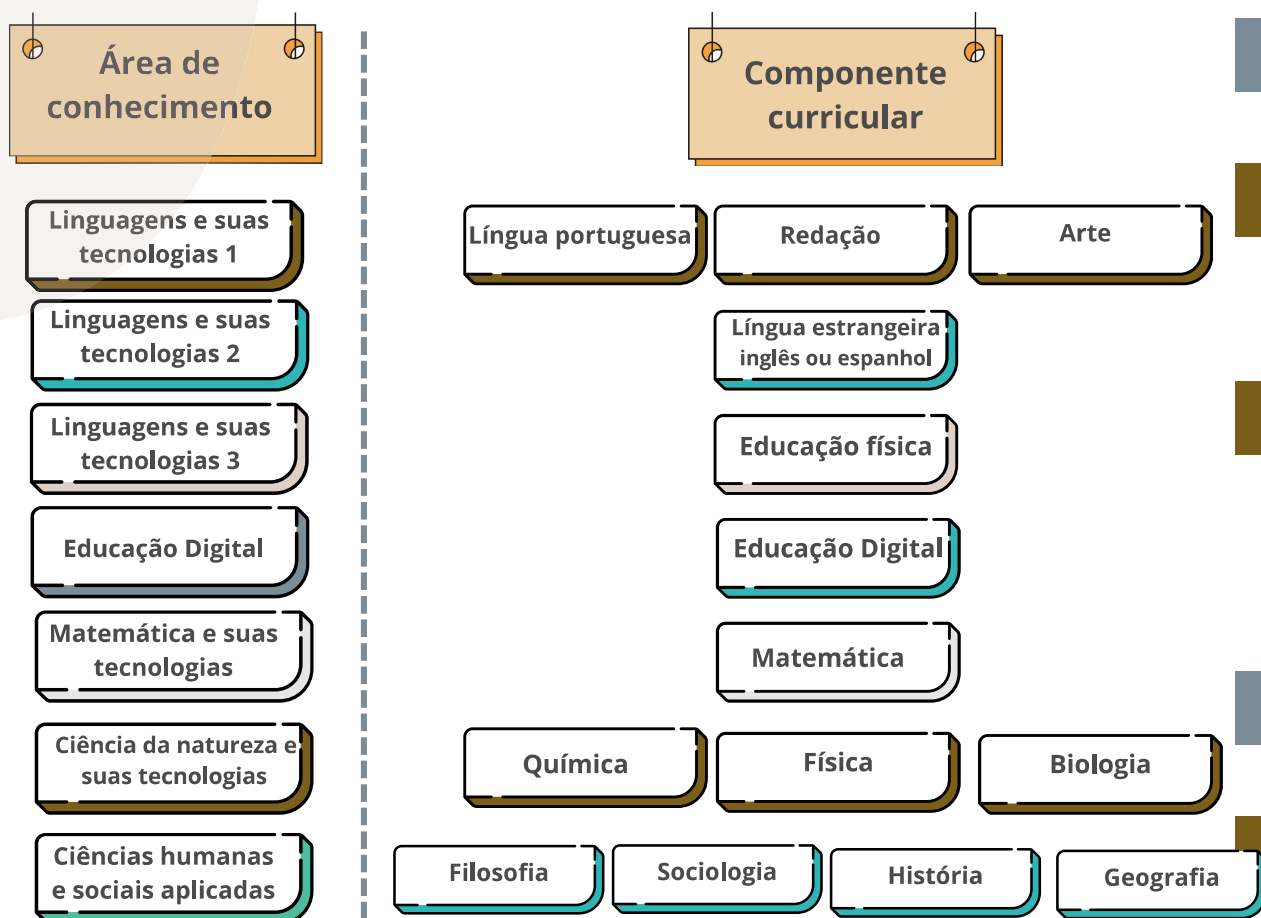 Área de
conhecimento
Componente
curricular
Linguagens e suas
tecnologias 1
Língua portuguesa
Redação
Arte
Linguagens e suas
tecnologias 2
Língua estrangeira
inglês ou espanhol
Linguagens e suas
tecnologias 3
Educação física
Educação Digital
Educação Digital
Matemática e suas
tecnologias
Matemática
Ciência da natureza e
suas tecnologias
Química
Física
Biologia
Ciências humanas
e sociais aplicadas
Filosofia
Sociologia
História
Geografia